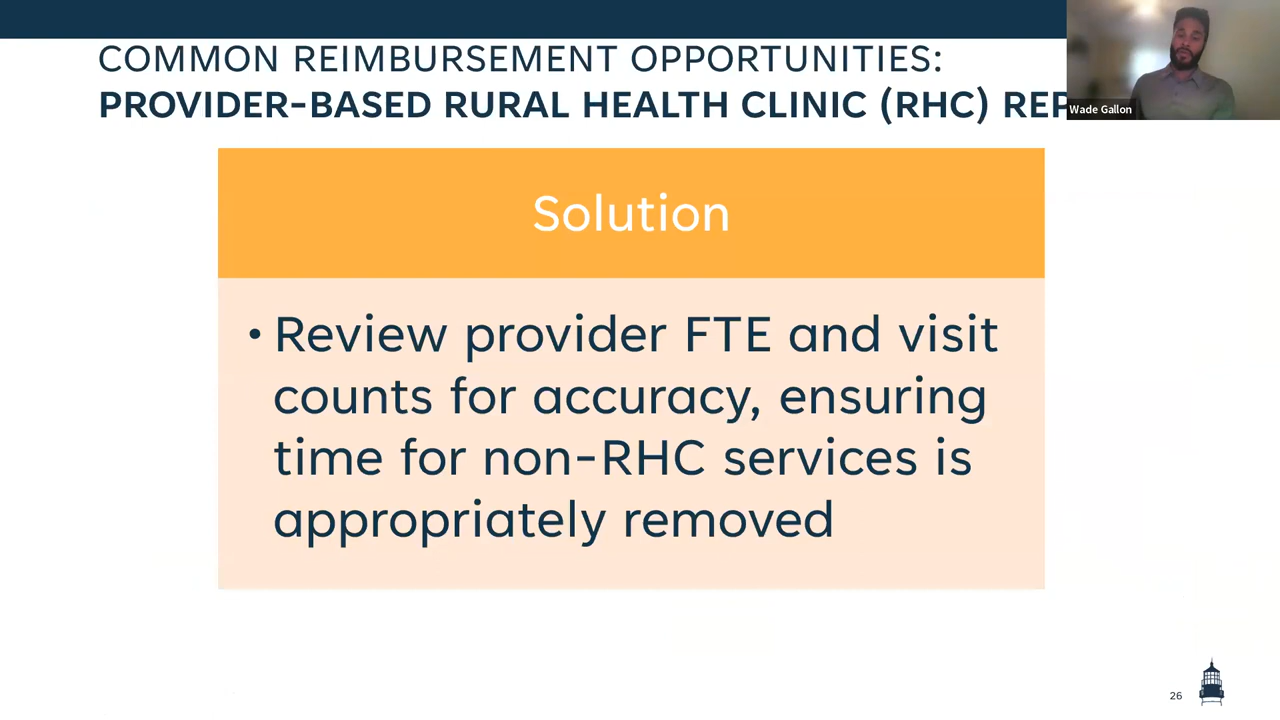 COMMON REIMBURSEMENT OPPORTUNITIES:
PROVIDER-BASED RURAL HEALTH CLINIC (RHC)
Wade Gallon
Solution
• Review provider FTE and visit
counts for accuracy, ensuring
time for non-RHC services is
appropriately removed
26